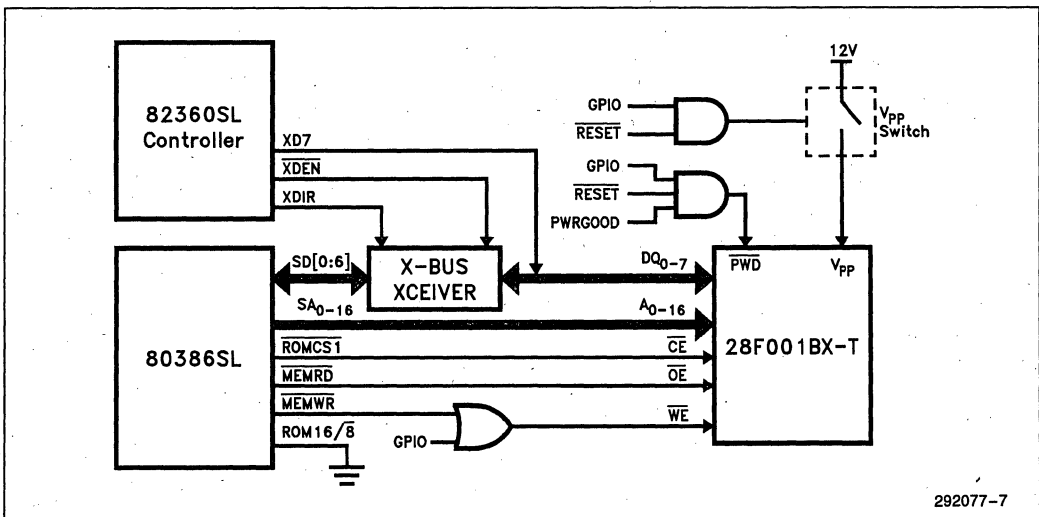 12V
82360SL
Controller
GPIO
RESET
VPP
Switch
XD7
XDEN
XDIR
GPIO
RESET
PWRGOOD
SD[0:6]
X-BUS
XCEIVER
DQ0-7
PWD
VPP
SA0-16
A0-16
80386SL
28F001BX-T
ROMCS1
CE
MEMRD
OE
MEMWR
WE
ROM16/8
GPIO
292077-7